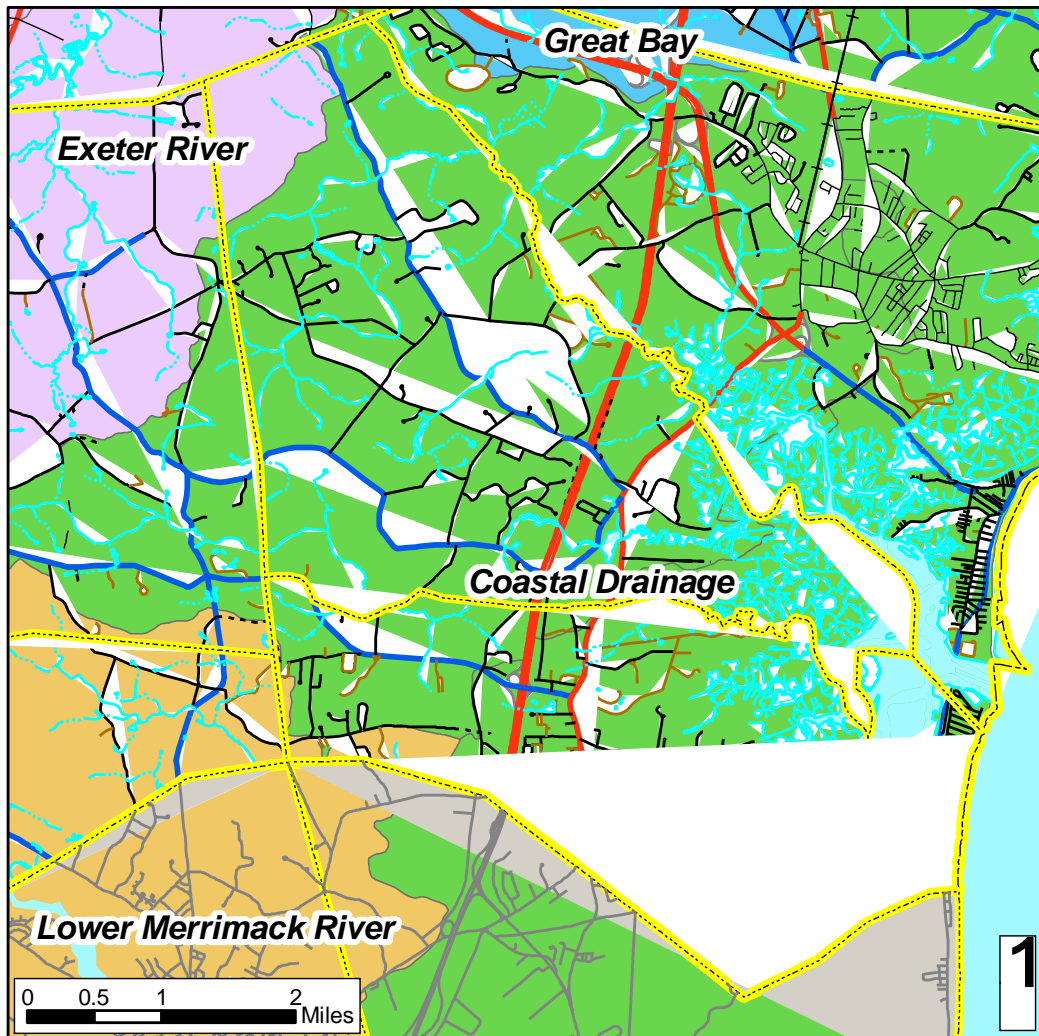 Great Bay
Exeter River
Coastal Drainage
Lower Merrimack River
0 0.5 1 2
Miles
1